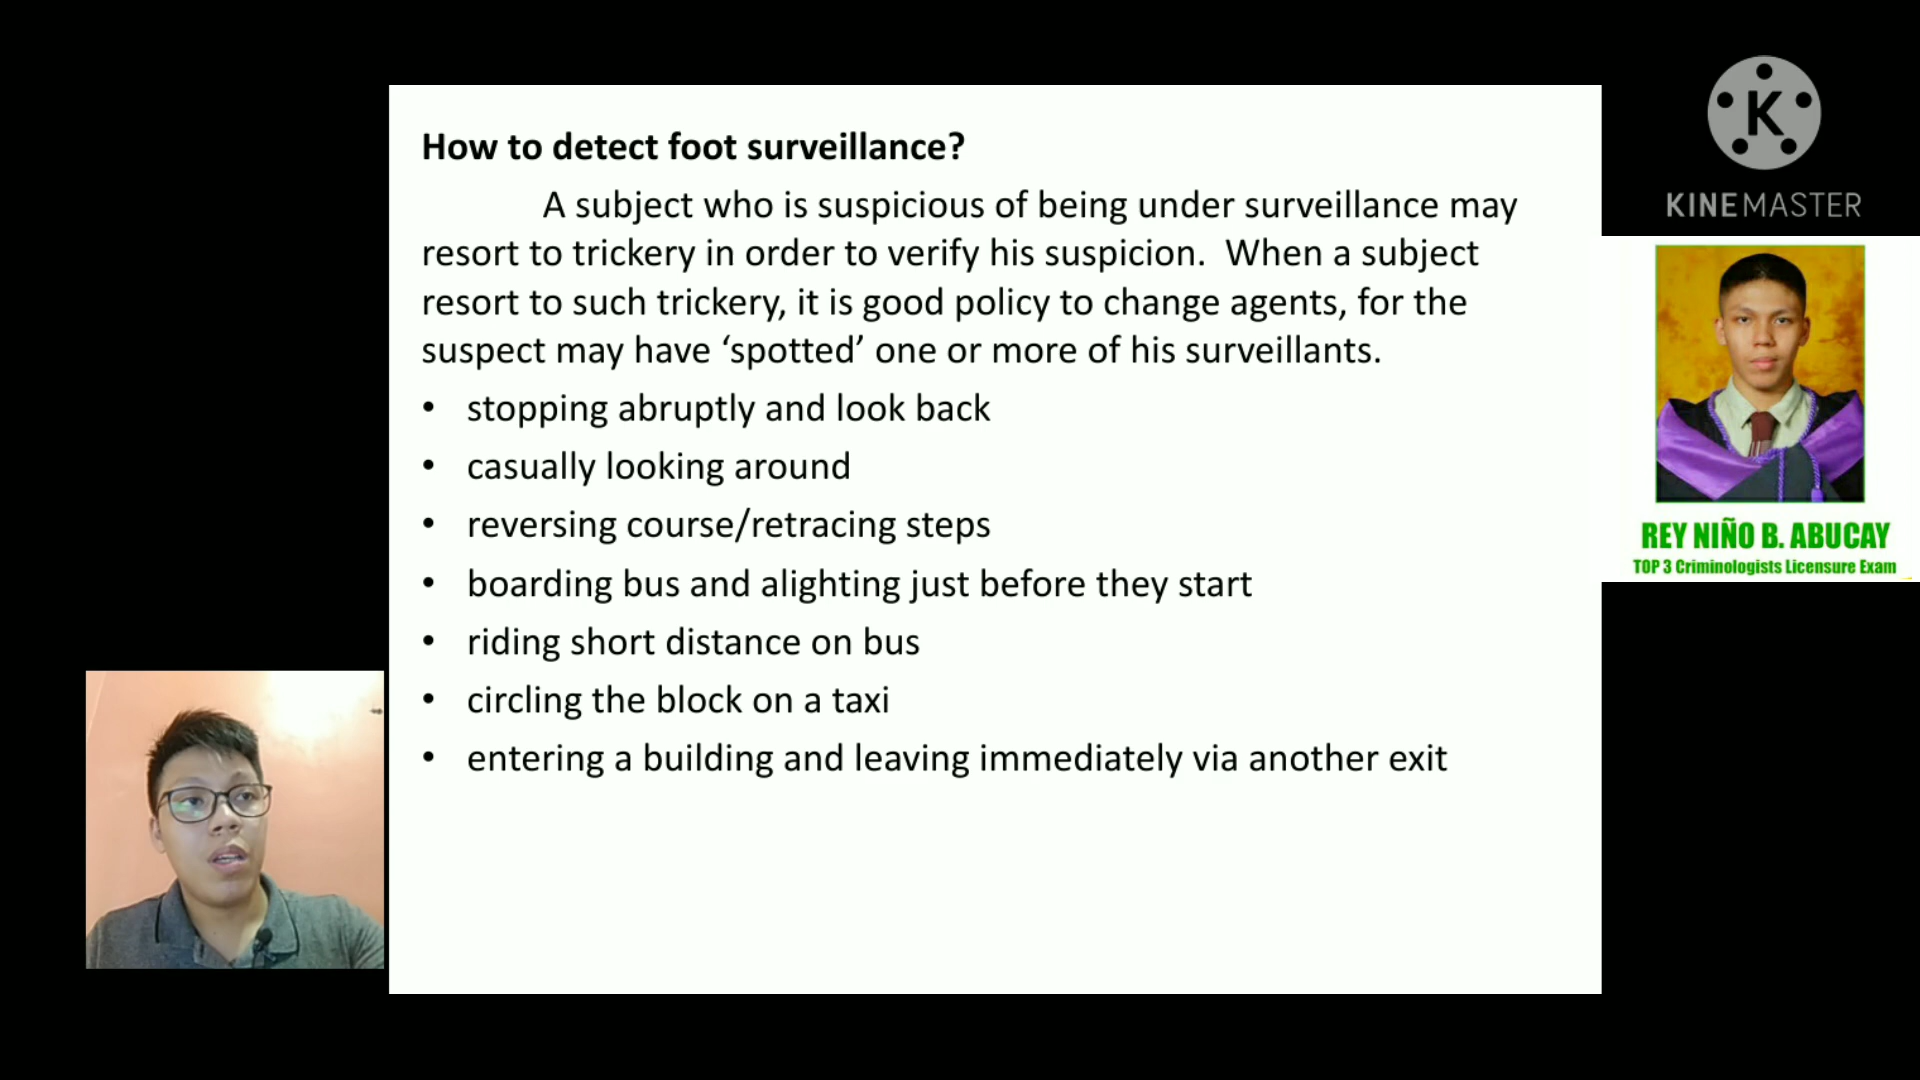 How to detect foot surveillance?
A subject who is suspicious of being under surveillance may
resort to trickery in order to verify his suspicion.  When a subject
resort to such trickery, it is good policy to change agents, for the
suspect may have ‘spotted’ one or more of his surveillants.
• stopping abruptly and look back
• casually looking around
• reversing course/retracing steps
• boarding bus and alighting just before they start
• riding short distance on bus
• circling the block on a taxi
• entering a building and leaving immediately via another exit
K
KINEMASTER
REY NIÑO B. ABUCAY
TOP 3 Criminologists Licensure Exam